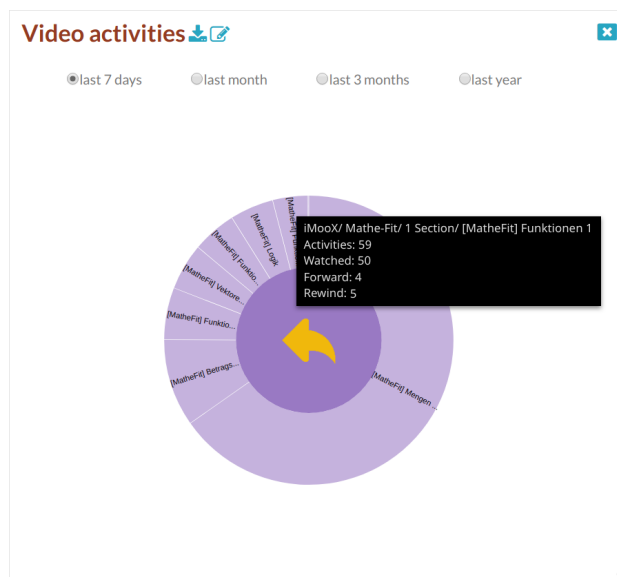 Video activities
last 7 days
last month
last 3 months
last year
iMooX/ Mathe-Fit/ 1 Section/ [MatheFit] Funktionen 1
Activities: 59
Watched: 50
Forward: 4
Rewind: 5
[MatheFit] Logik
[MatheFit] Funktio...
[MatheFit] Vektore...
[MatheFit] Funktio...
[MatheFit] Betrags...
[MatheFit] Mengen ...